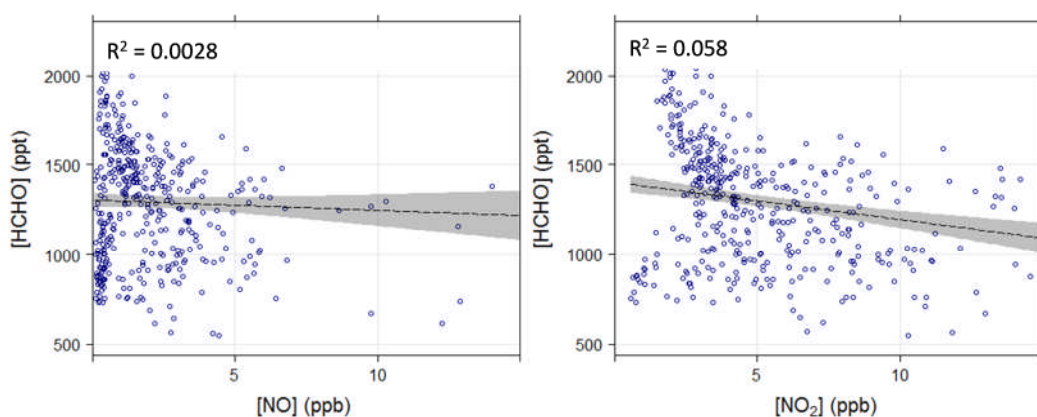 R² = 0.0028
2000
1500
1000
500
[HCHO] (ppt)
5
10
[NO] (ppb)
R² = 0.058
2000
1500
1000
500
[HCHO] (ppt)
5
10
[NO₂] (ppb)